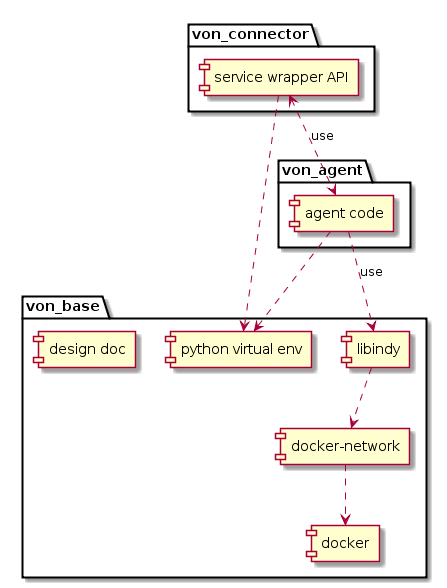 von_connector
service wrapper API
use
von_agent
agent code
use
von_base
design doc
python virtual env
libindy
docker-network
docker